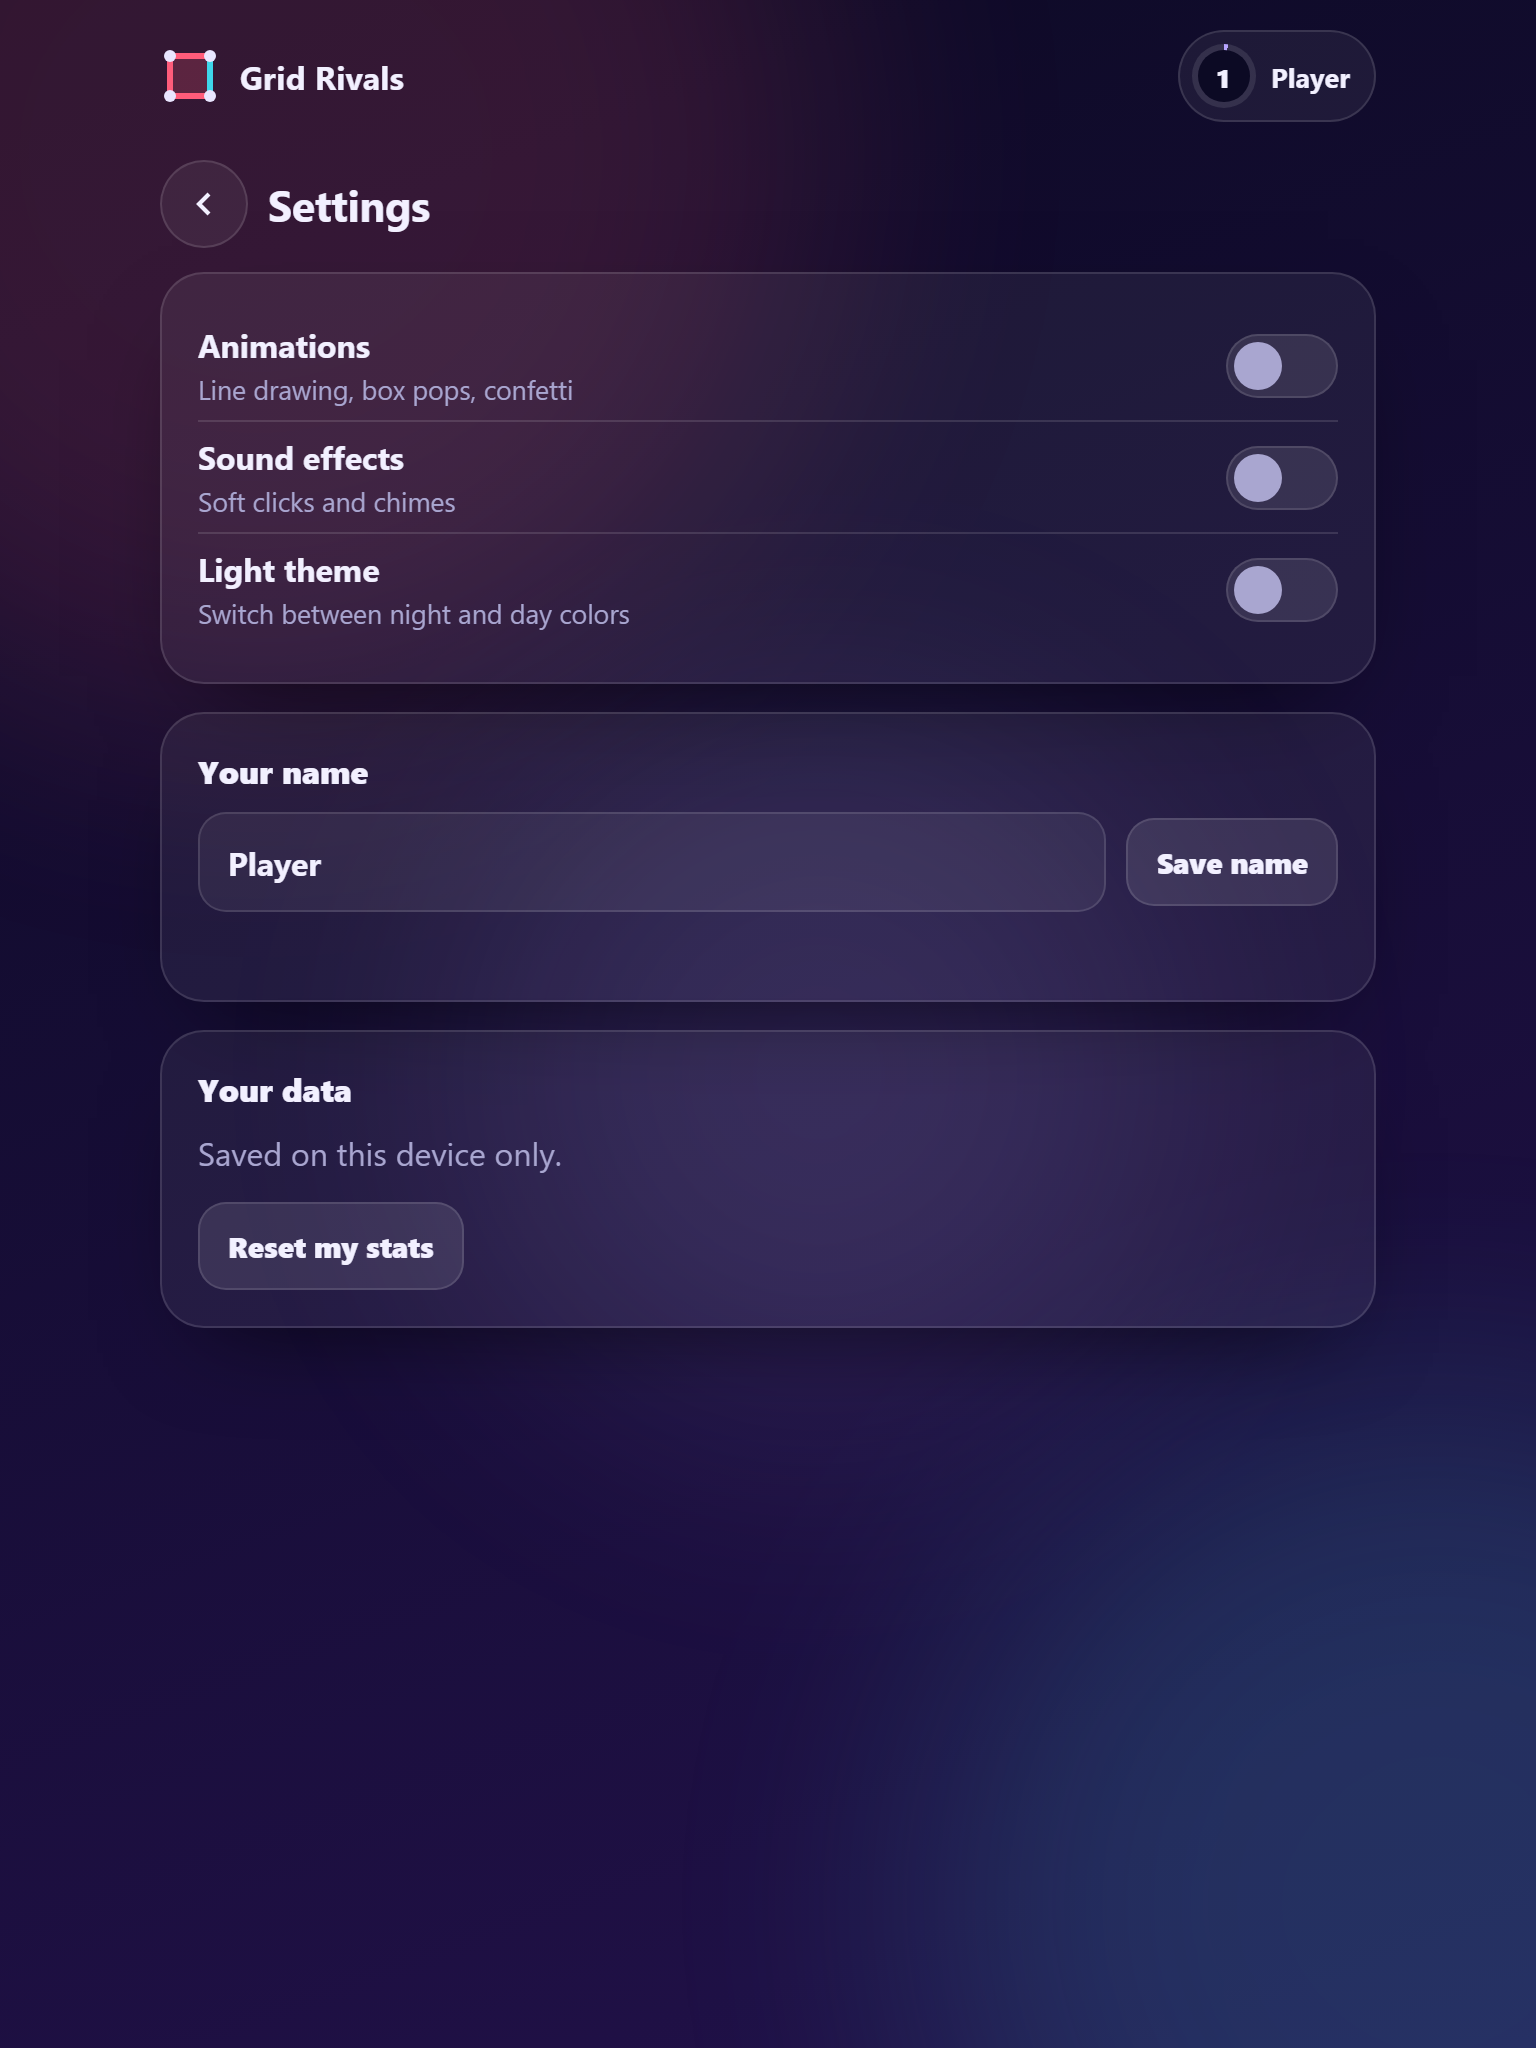 Grid Rivals
1 Player
Settings
Animations
Line drawing, box pops, confetti
Sound effects
Soft clicks and chimes
Light theme
Switch between night and day colors
Your name
Player
Save name
Your data
Saved on this device only.
Reset my stats